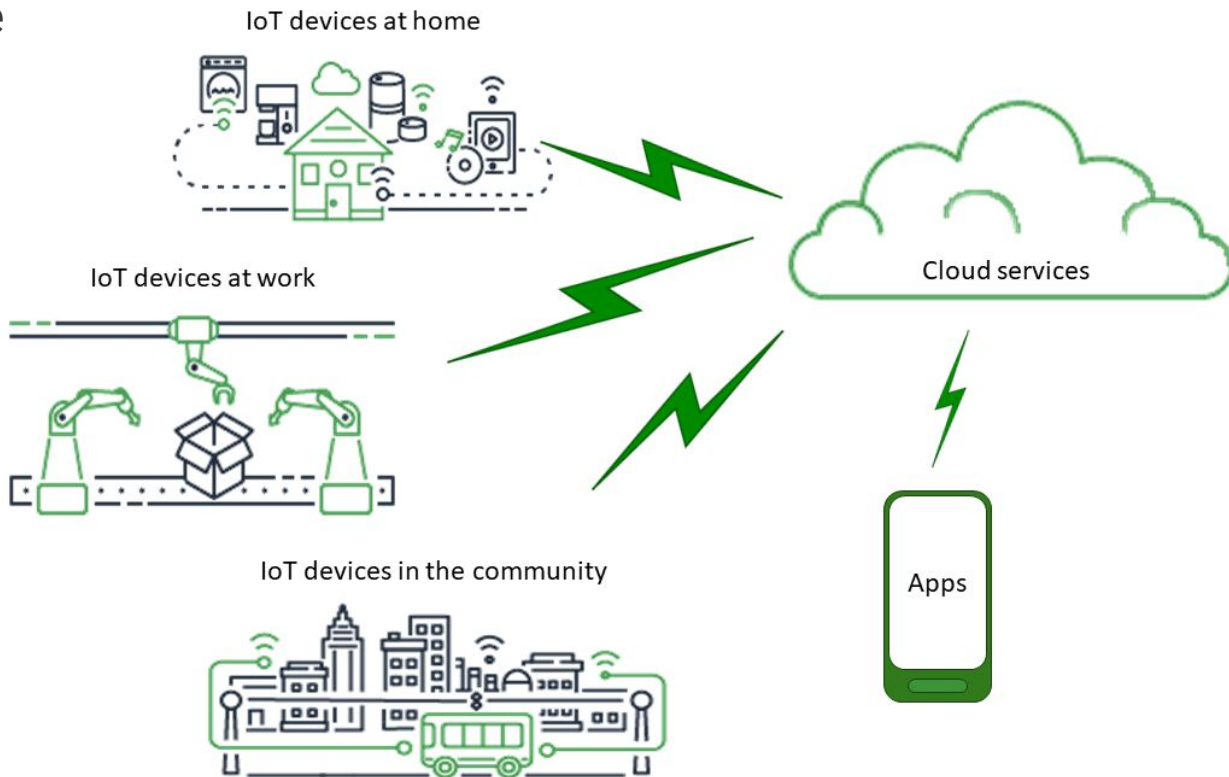 e
IoT devices at home
IoT devices at work
Cloud services
IoT devices in the community
Apps